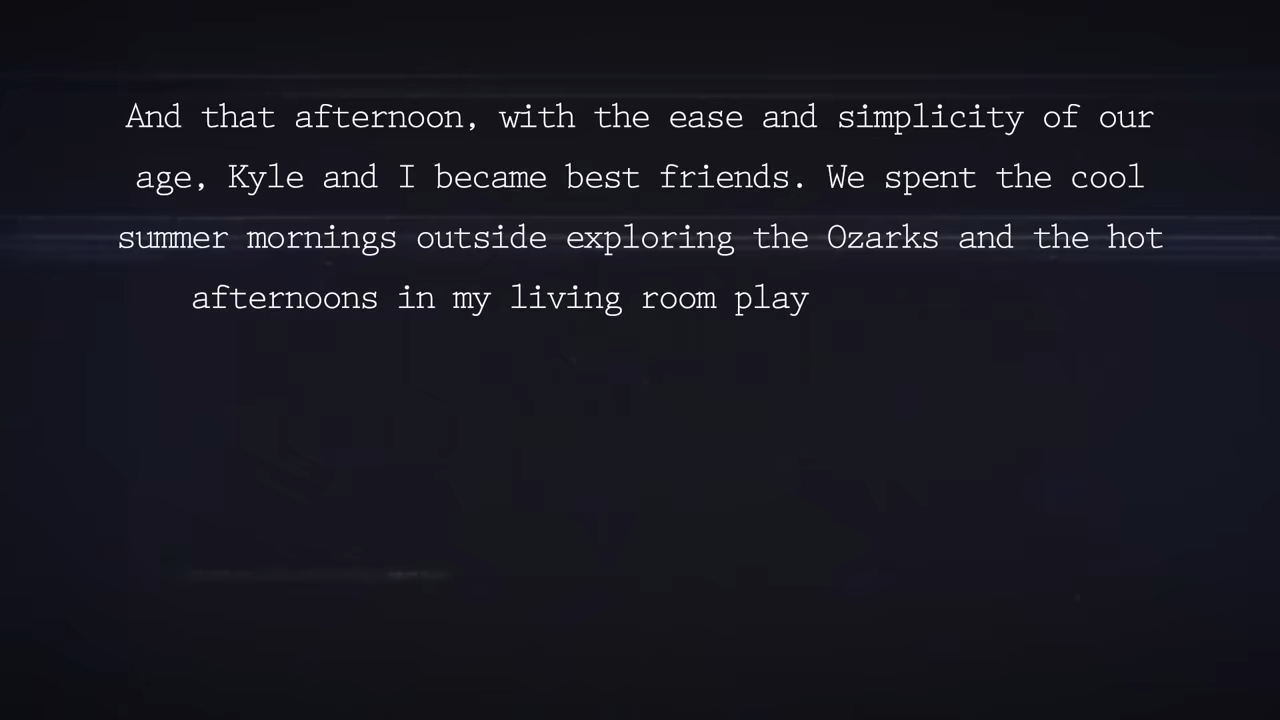 And that afternoon, with the ease and simplicity of our
age, Kyle and I became best friends. We spent the cool
summer mornings outside exploring the Ozarks and the hot
afternoons in my living room play